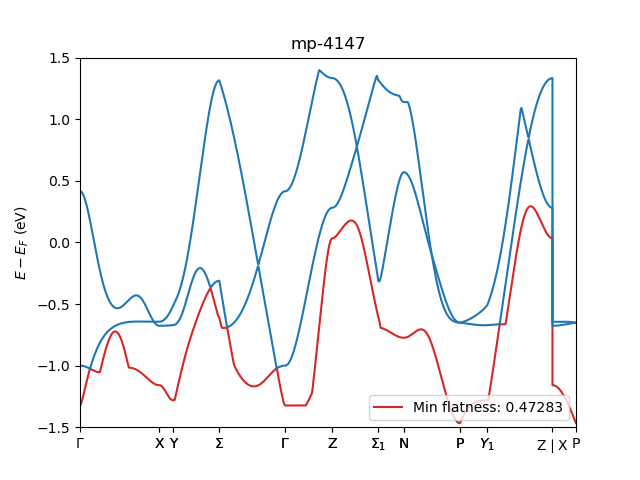 mp-4147
E − E_F (eV)
1.5
1.0
0.5
0.0
−0.5
−1.0
−1.5
Min flatness: 0.47283
Γ X Y Σ Γ Z Σ₁ N P Y₁ Z | X P